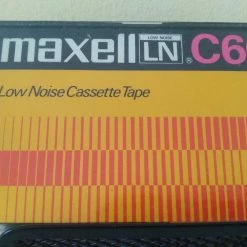 LOW NOISE
maxell LN ® C6
Low Noise Cassette Tape